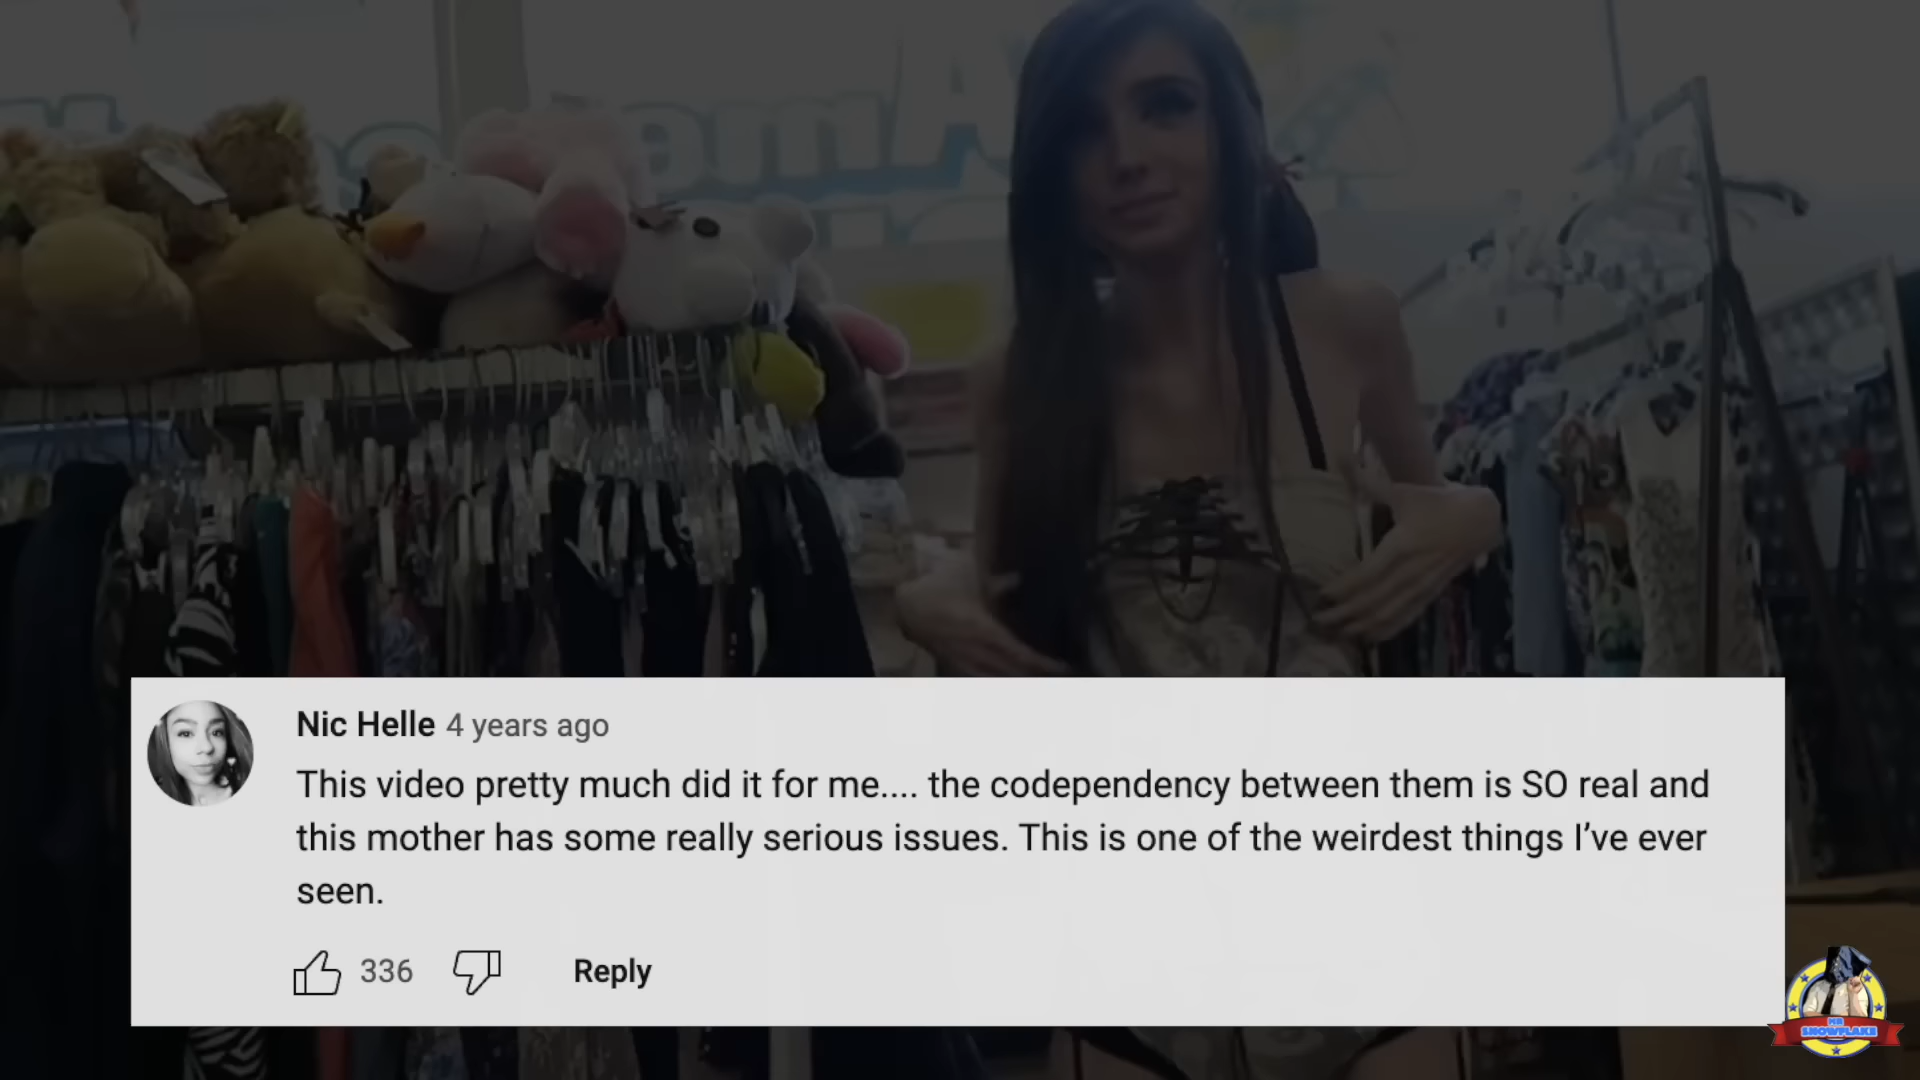 Nic Helle 4 years ago
This video pretty much did it for me.... the codependency between them is SO real and
this mother has some really serious issues. This is one of the weirdest things I’ve ever
seen.
336
Reply
MR
SNOWFLAKE